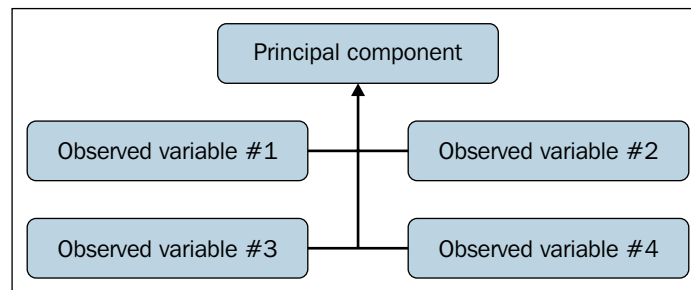 Principal component
Observed variable #1
Observed variable #2
Observed variable #3
Observed variable #4